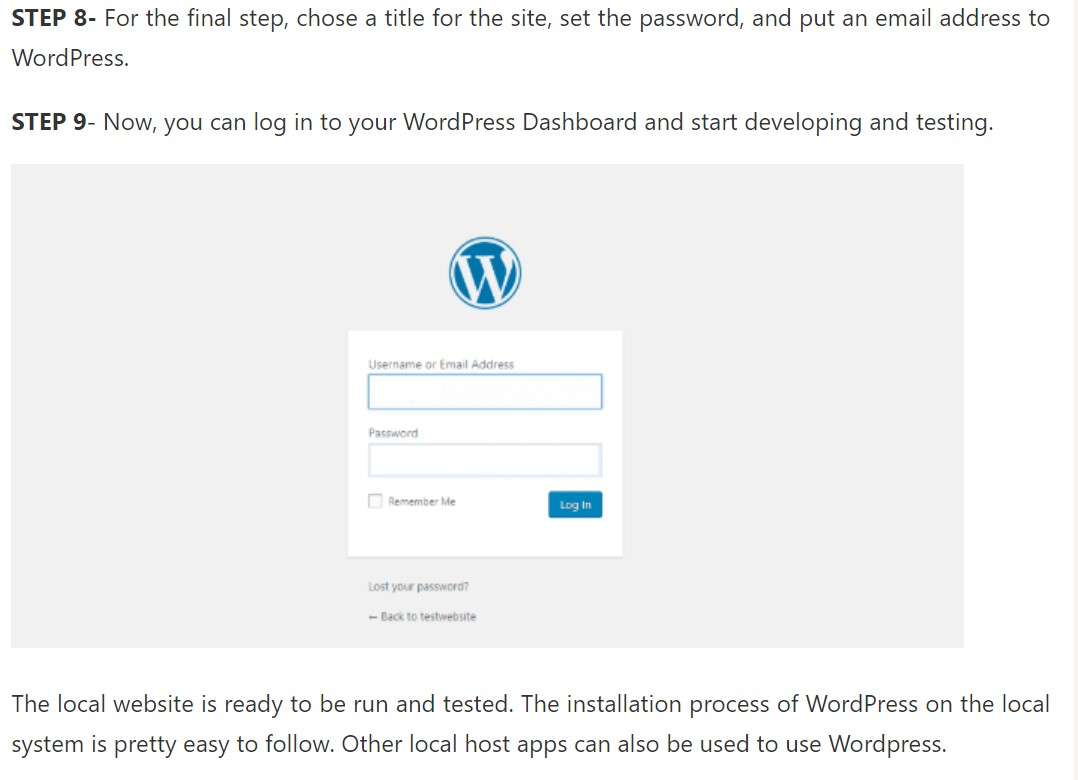 STEP 8- For the final step, chose a title for the site, set the password, and put an email address to
WordPress.
STEP 9- Now, you can log in to your WordPress Dashboard and start developing and testing.
Username or Email Address
Password
Remember Me
Log In
Lost your password?
← Back to testwebsite
The local website is ready to be run and tested. The installation process of WordPress on the local
system is pretty easy to follow. Other local host apps can also be used to use Wordpress.